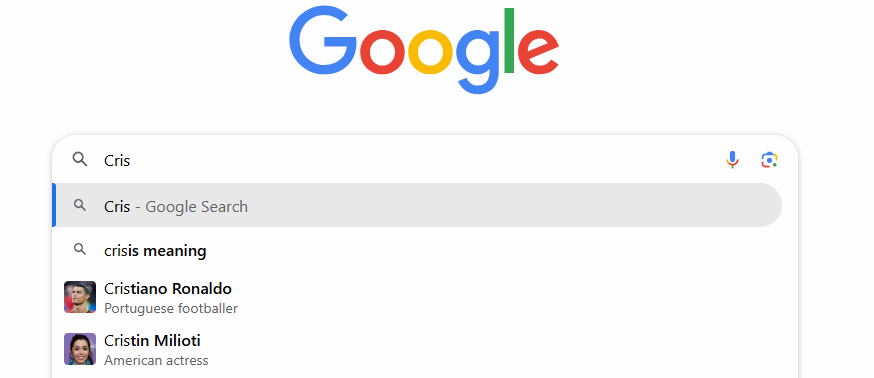 Google
Cris
Cris - Google Search
crisis meaning
Cristiano Ronaldo
Portuguese footballer
Cristin Milioti
American actress